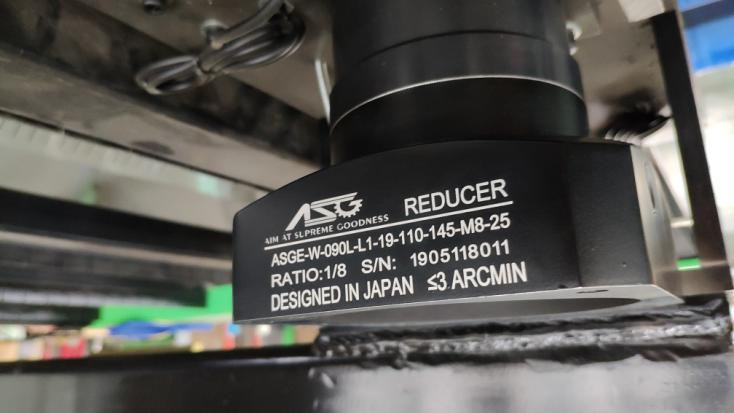 ASG REDUCER
AIM AT SUPREME GOODNESS
ASGE-W-090L-L1-19-110-145-M8-25
RATIO:1/8 S/N: 1905118011
DESIGNED IN JAPAN ≤3 ARCMIN